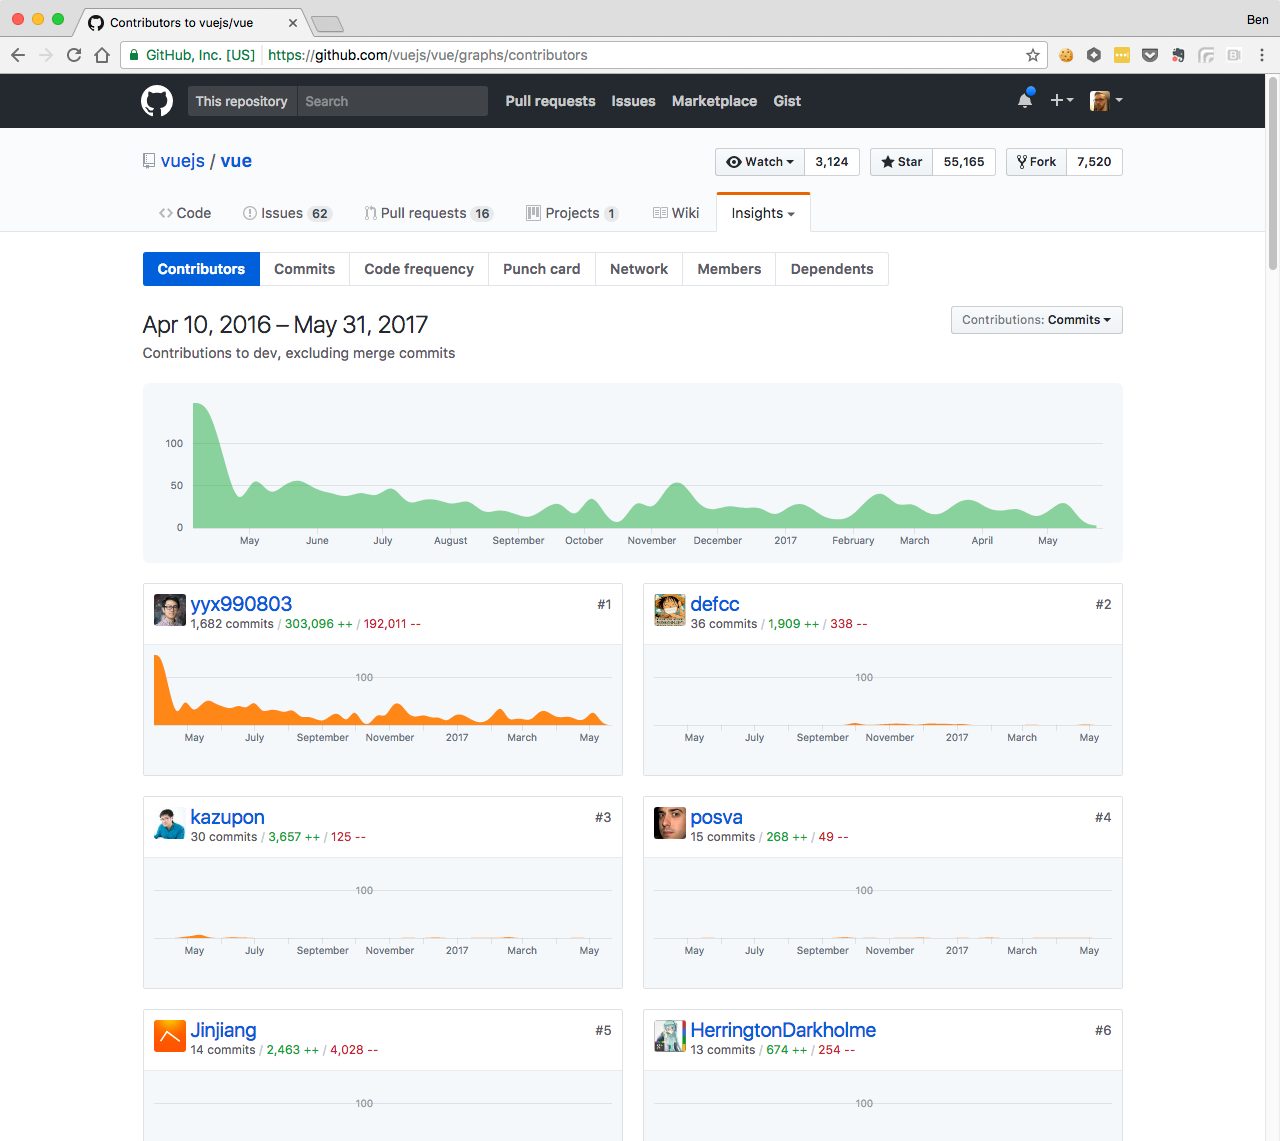 Contributors to vuejs/vue
Ben
GitHub, Inc. [US] https://github.com/vuejs/vue/graphs/contributors
This repository Search Pull requests Issues Marketplace Gist
vuejs / vue
Watch 3,124 Star 55,165 Fork 7,520
Code Issues 62 Pull requests 16 Projects 1 Wiki Insights
Contributors Commits Code frequency Punch card Network Members Dependents
Apr 10, 2016 – May 31, 2017
Contributions: Commits
Contributions to dev, excluding merge commits
100
50
0
May June July August September October November December 2017 February March April May
yyx990803 #1
1,682 commits / 303,096 ++ / 192,011 --
100
May July September November 2017 March May
defcc #2
36 commits / 1,909 ++ / 338 --
100
May July September November 2017 March May
kazupon #3
30 commits / 3,657 ++ / 125 --
100
May July September November 2017 March May
posva #4
15 commits / 268 ++ / 49 --
100
May July September November 2017 March May
Jinjiang #5
14 commits / 2,463 ++ / 4,028 --
100
HerringtonDarkholme #6
13 commits / 674 ++ / 254 --
100